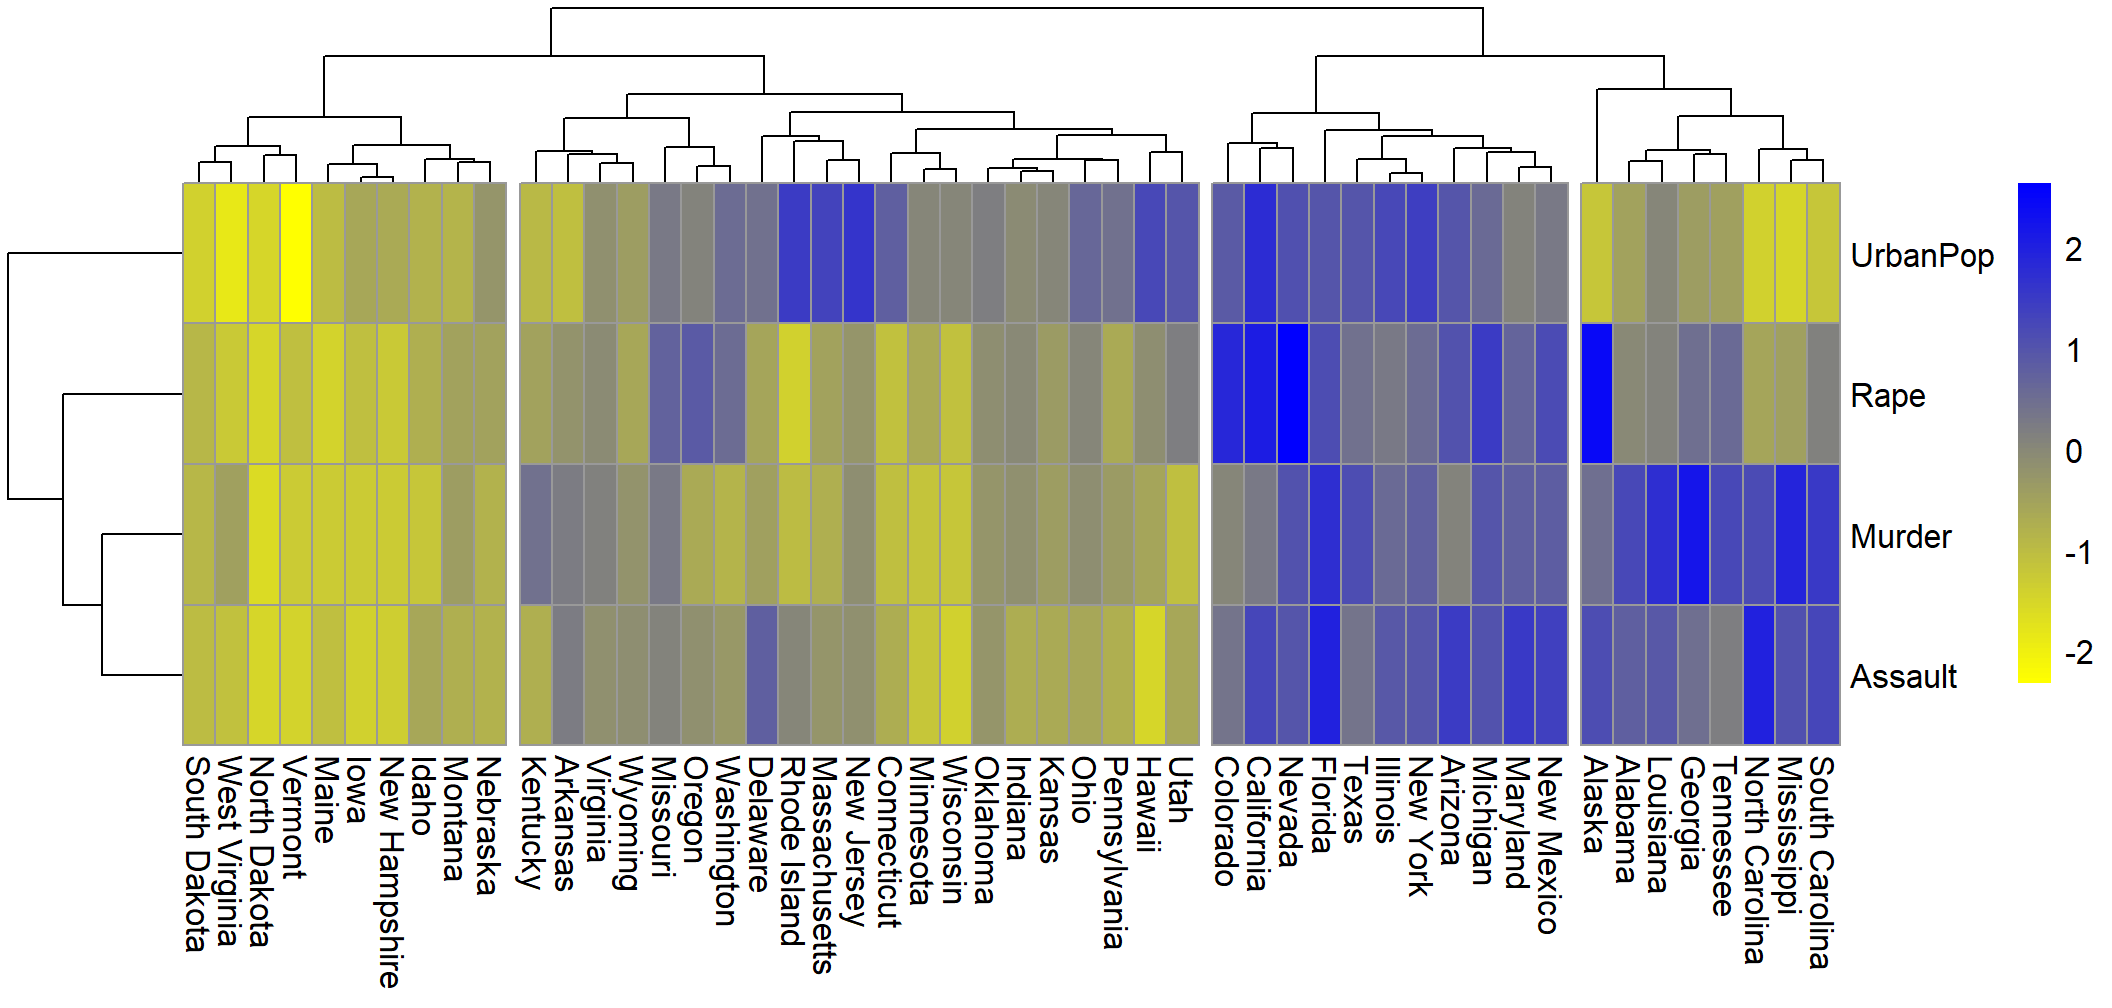 UrbanPop
Rape
Murder
Assault
2
1
0
-1
-2
South Dakota
West Virginia
North Dakota
Vermont
Maine
Iowa
New Hampshire
Idaho
Montana
Nebraska
Kentucky
Arkansas
Virginia
Wyoming
Missouri
Oregon
Washington
Delaware
Rhode Island
Massachusetts
New Jersey
Connecticut
Minnesota
Wisconsin
Oklahoma
Indiana
Kansas
Ohio
Pennsylvania
Hawaii
Utah
Colorado
California
Nevada
Florida
Texas
Illinois
New York
Arizona
Michigan
Maryland
New Mexico
Alaska
Alabama
Louisiana
Georgia
Tennessee
North Carolina
Mississippi
South Carolina